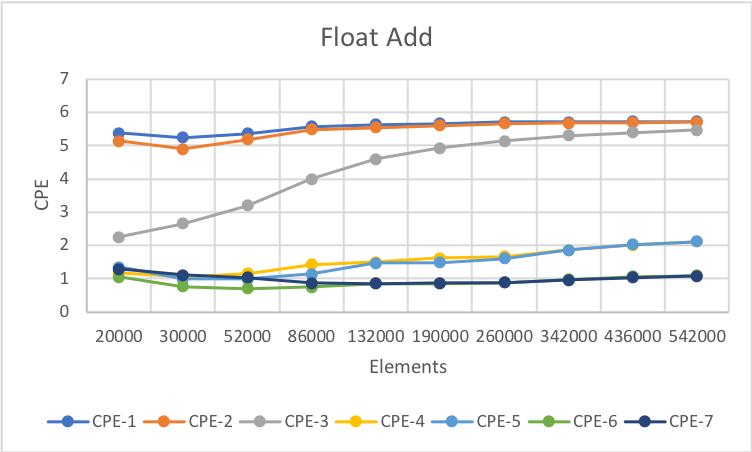 Float Add
7
6
5
4
3
2
1
0
CPE
20000 30000 52000 86000 132000 190000 260000 342000 436000 542000
Elements
CPE-1 CPE-2 CPE-3 CPE-4 CPE-5 CPE-6 CPE-7